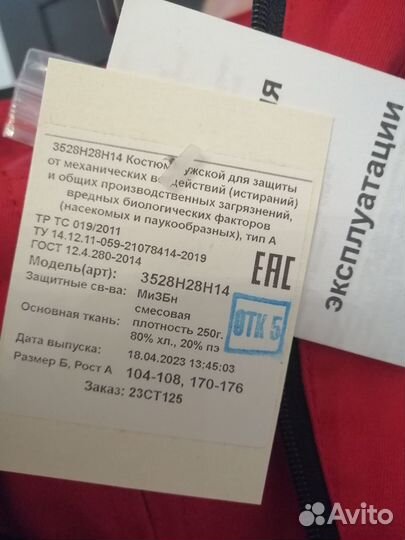 3528Н28Н14 Костюм мужской для защиты
от механических воздействий (истираний)
и общих производственных загрязнений,
вредных биологических факторов
(насекомых и паукообразных), тип А
ТР ТС 019/2011
ТУ 14.12.11-059-21078414-2019
ГОСТ 12.4.280-2014
Модель(арт): 3528Н28Н14
Защитные св-ва: МиЗБн
Основная ткань: смесовая
плотность 250г.
80% хл., 20% пэ
Дата выпуска: 18.04.2023 13:45:03
Размер Б, Рост А 104-108, 170-176
Заказ: 23СТ125
ЕАС
ОТК 5
эксплуатации
Avito